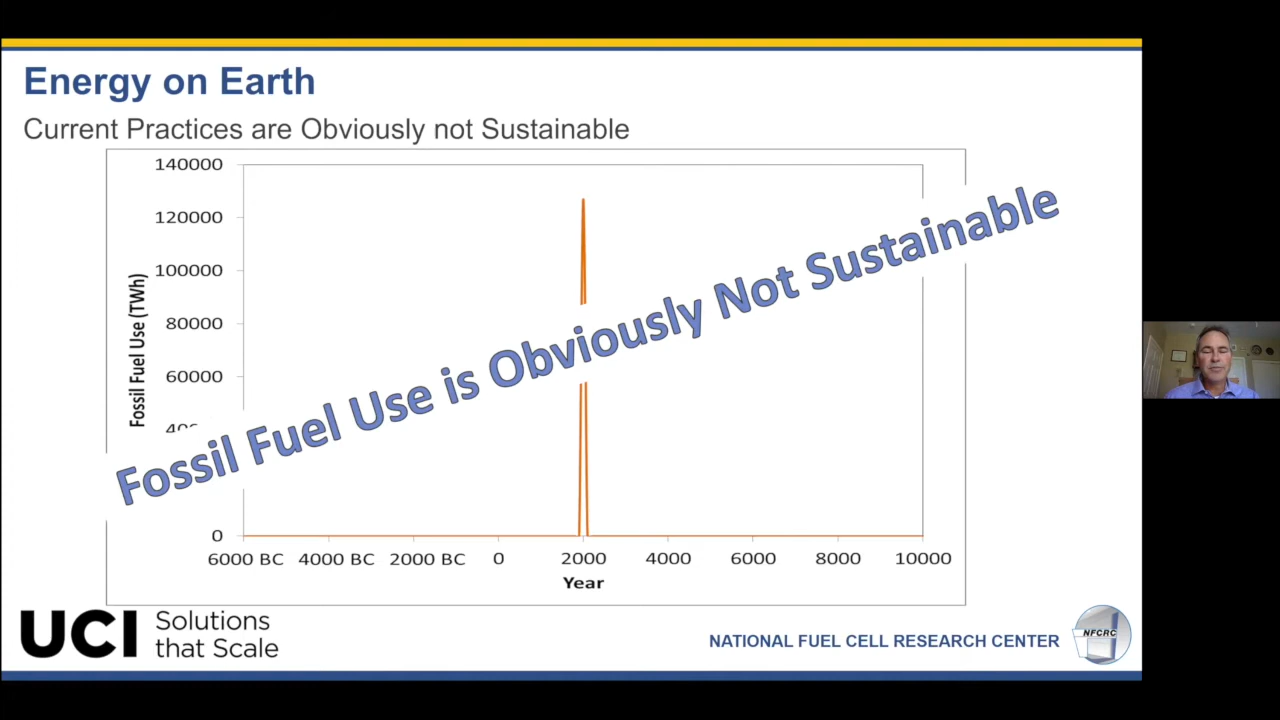 Energy on Earth
Current Practices are Obviously not Sustainable
140000
120000
100000
80000
60000
0
Fossil Fuel Use (TWh)
Fossil Fuel Use is Obviously Not Sustainable
6000 BC 4000 BC 2000 BC 0 2000 4000 6000 8000 10000
Year
UCI Solutions
that Scale
NATIONAL FUEL CELL RESEARCH CENTER
NFCRC